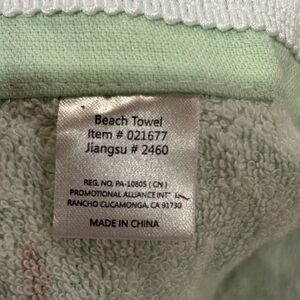 Beach Towel
Item # 021677
Jiangsu # 2460
REG. NO. PA-10805 ( CN )
PROMOTIONAL ALLIANCE INT'L
RANCHO CUCAMONGA, CA 91730
MADE IN CHINA